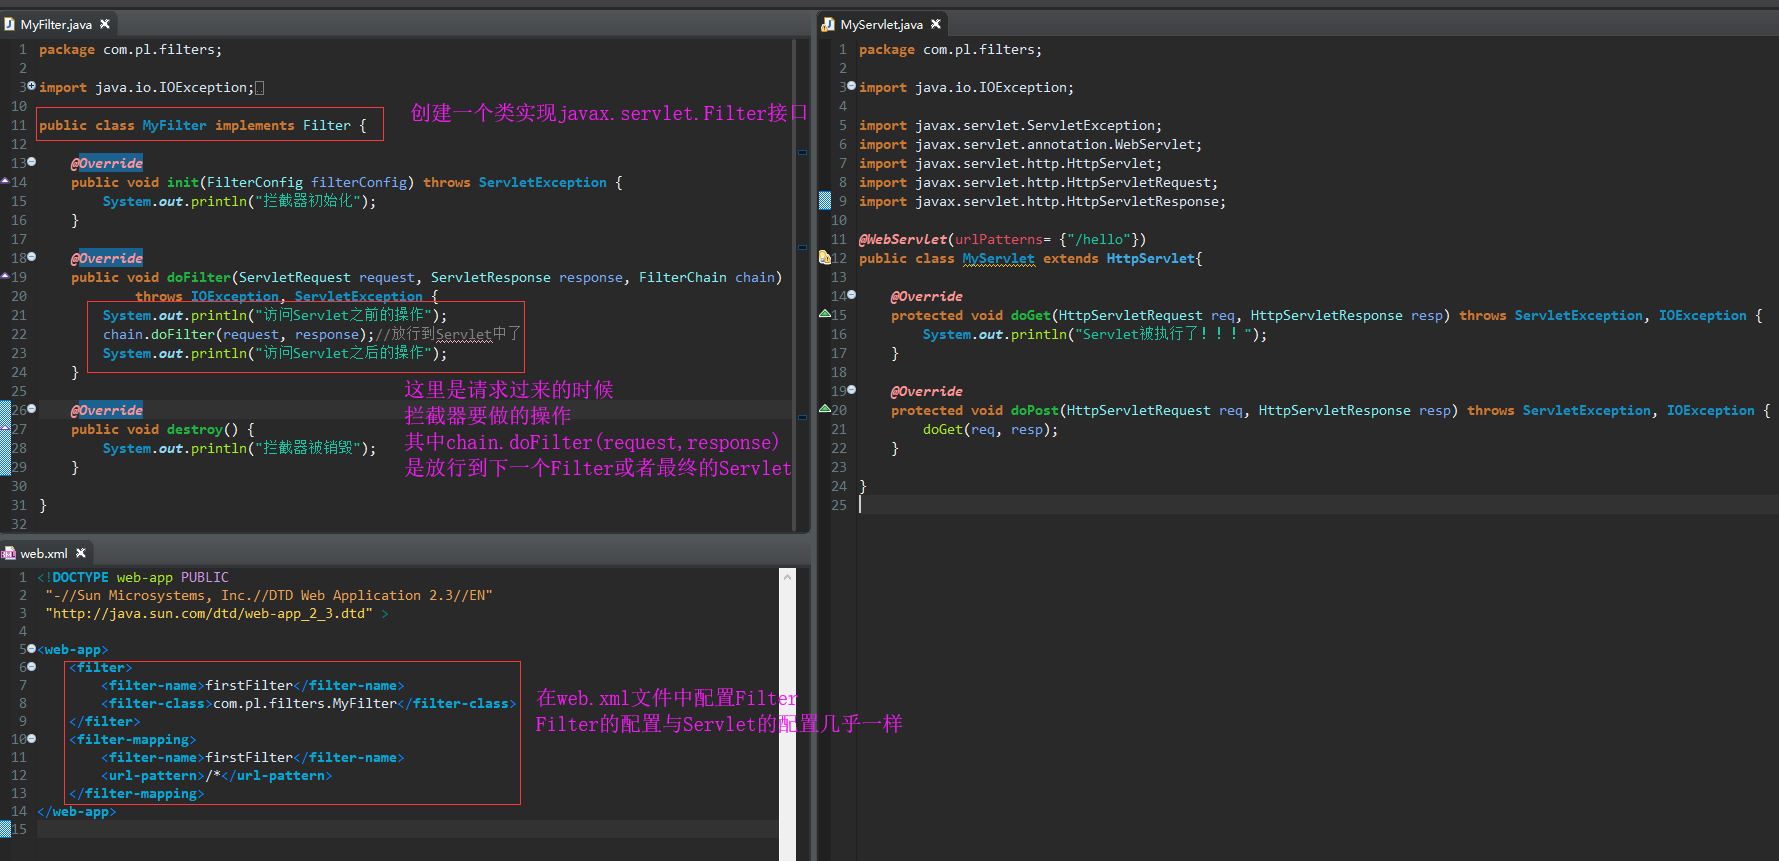 MyFilter.java
1 package com.pl.filters;
2
3 import java.io.IOException;
10
11 public class MyFilter implements Filter {
创建一个类实现javax.servlet.Filter接口
12
13 @Override
14 public void init(FilterConfig filterConfig) throws ServletException {
15 System.out.println("拦截器初始化");
16 }
17
18 @Override
19 public void doFilter(ServletRequest request, ServletResponse response, FilterChain chain)
20 throws IOException, ServletException {
21 System.out.println("访问Servlet之前的操作");
22 chain.doFilter(request, response);//放行到Servlet中了
23 System.out.println("访问Servlet之后的操作");
24 }
25
26 @Override
27 public void destroy() {
28 System.out.println("拦截器被销毁");
29 }
30
31 }
32
这里是请求过来的时候
拦截器要做的操作
其中chain.doFilter(request,response)
是放行到下一个Filter或者最终的Servlet
web.xml
1 <!DOCTYPE web-app PUBLIC
2 "-//Sun Microsystems, Inc.//DTD Web Application 2.3//EN"
3 "http://java.sun.com/dtd/web-app_2_3.dtd" >
4
5 <web-app>
6 <filter>
7 <filter-name>firstFilter</filter-name>
8 <filter-class>com.pl.filters.MyFilter</filter-class>
9 </filter>
10 <filter-mapping>
11 <filter-name>firstFilter</filter-name>
12 <url-pattern>/*</url-pattern>
13 </filter-mapping>
14 </web-app>
15
在web.xml文件中配置Filter
Filter的配置与Servlet的配置几乎一样
MyServlet.java
1 package com.pl.filters;
2
3 import java.io.IOException;
4
5 import javax.servlet.ServletException;
6 import javax.servlet.annotation.WebServlet;
7 import javax.servlet.http.HttpServlet;
8 import javax.servlet.http.HttpServletRequest;
9 import javax.servlet.http.HttpServletResponse;
10
11 @WebServlet(urlPatterns= {"/hello"})
12 public class MyServlet extends HttpServlet{
13
14 @Override
15 protected void doGet(HttpServletRequest req, HttpServletResponse resp) throws ServletException, IOException {
16 System.out.println("Servlet被执行了！！！");
17 }
18
19 @Override
20 protected void doPost(HttpServletRequest req, HttpServletResponse resp) throws ServletException, IOException {
21 doGet(req, resp);
22 }
23
24 }
25